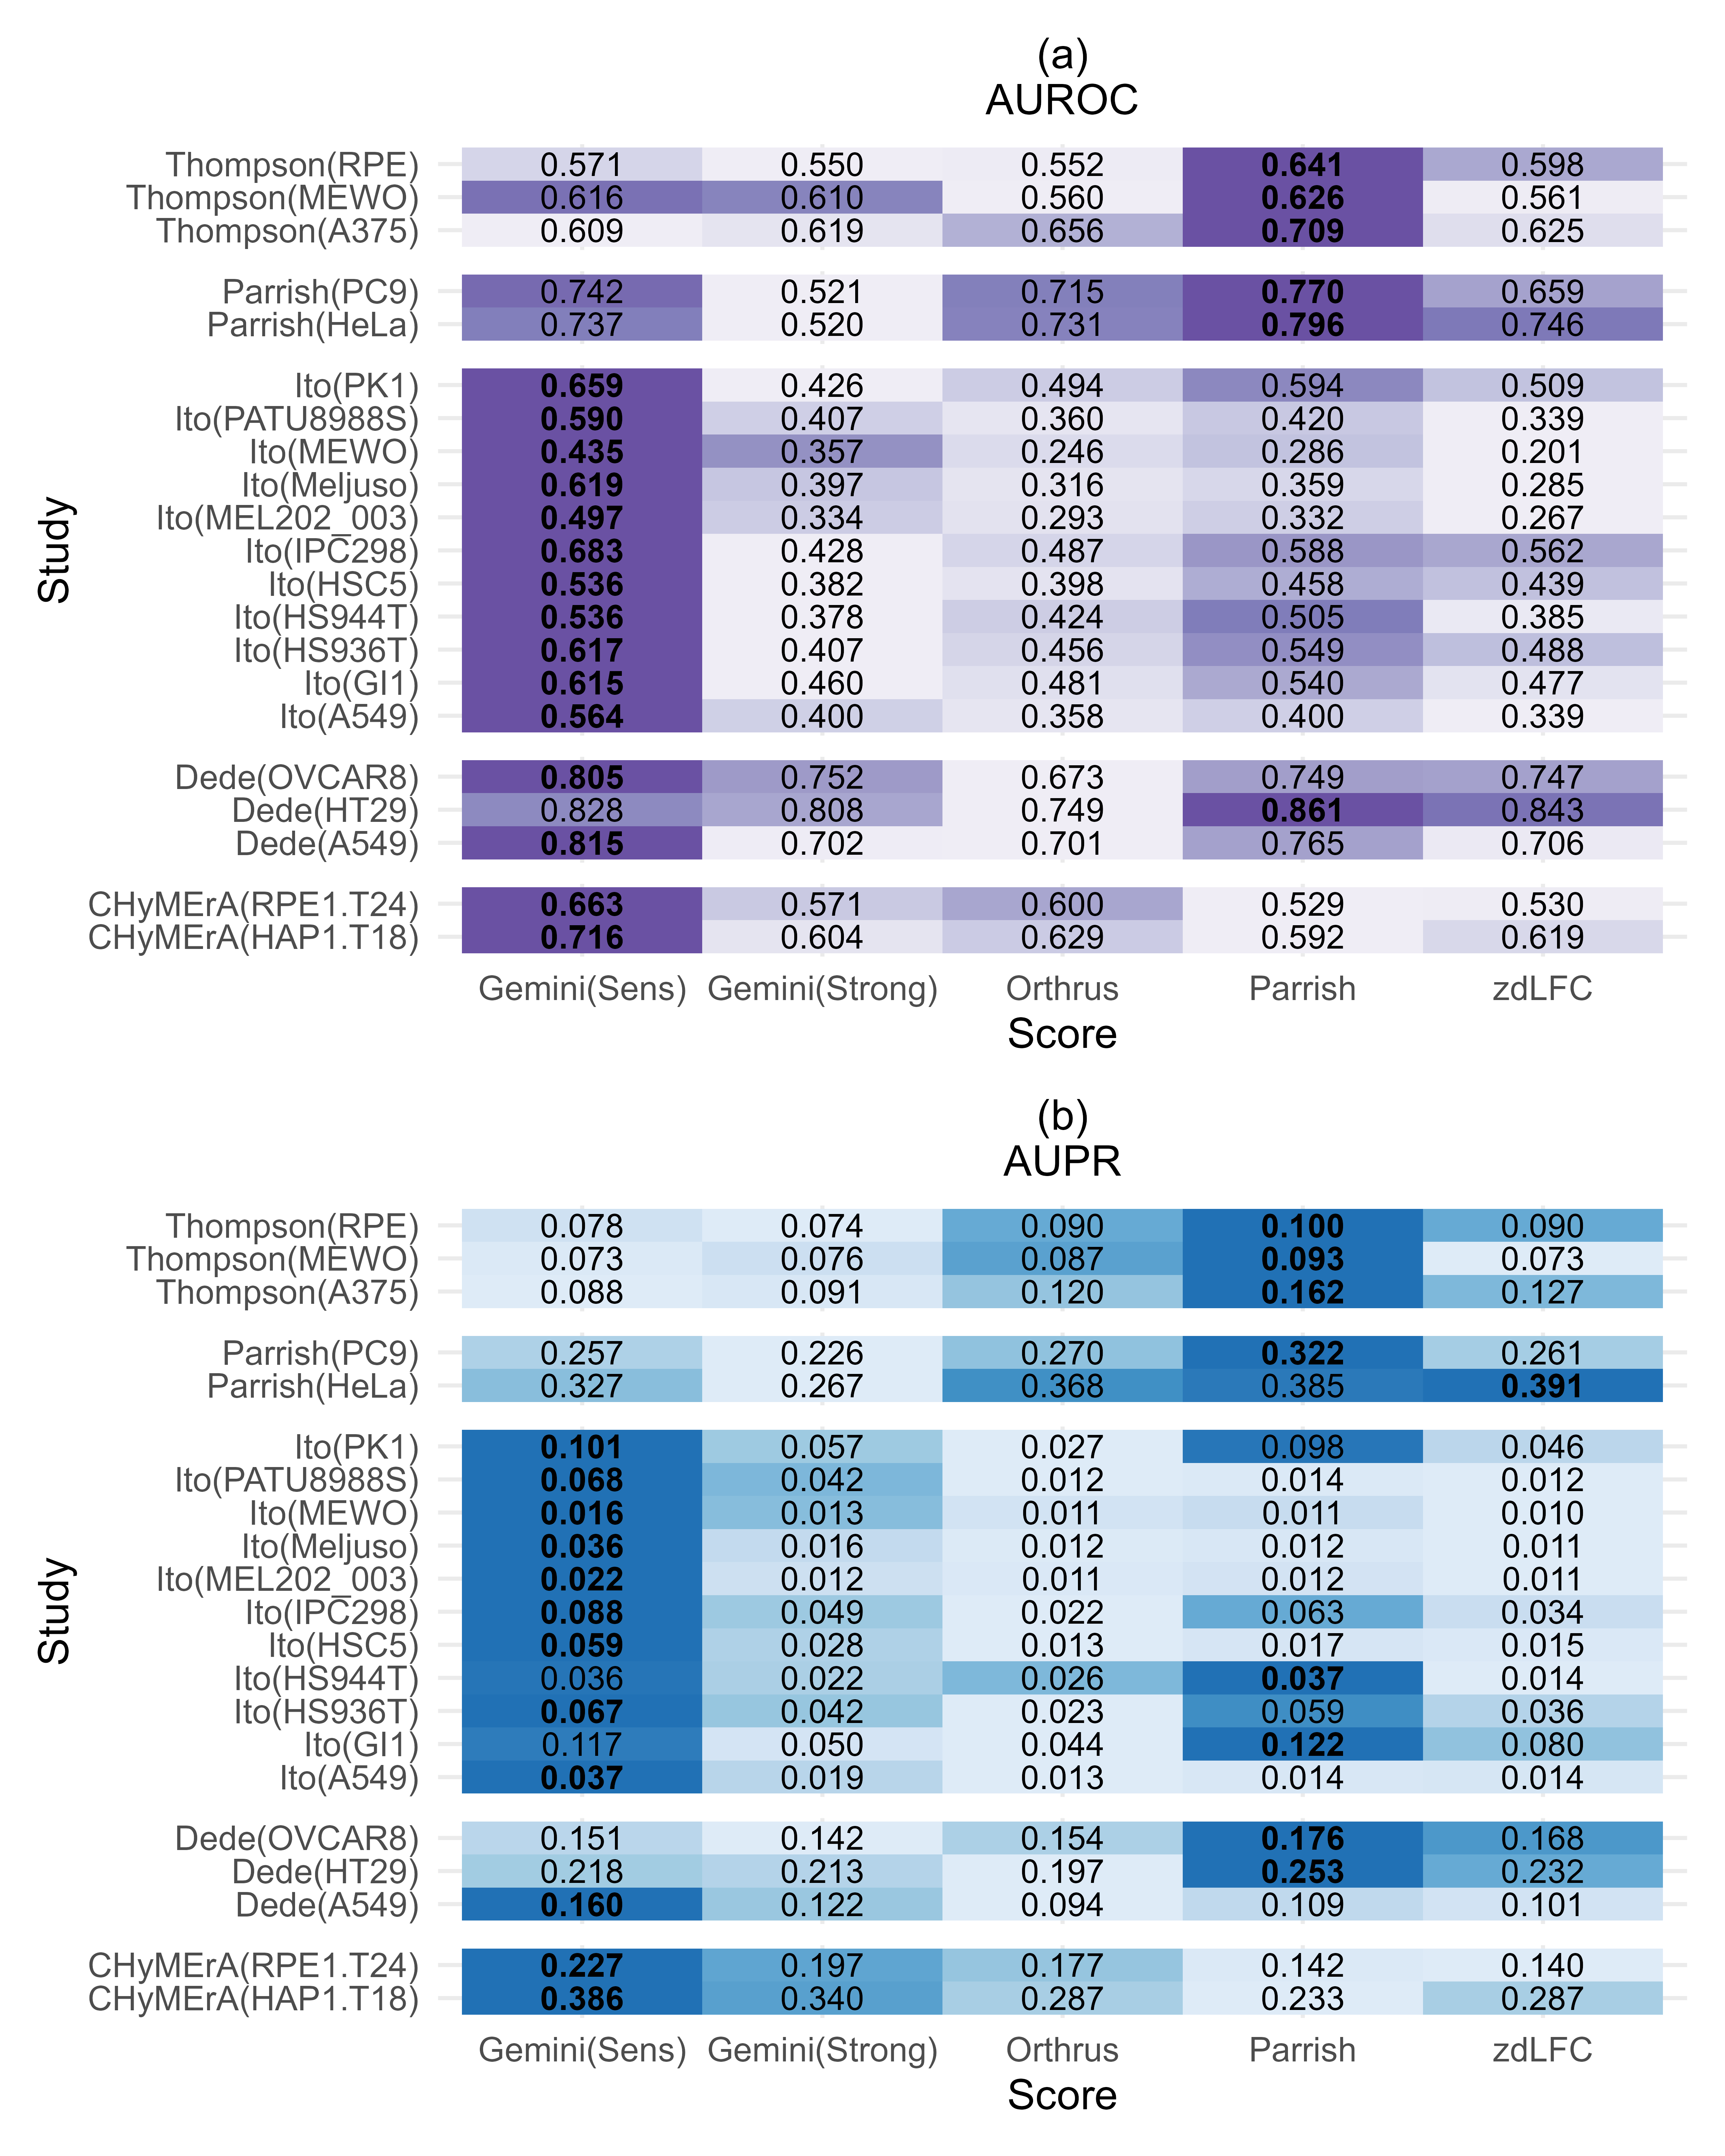 (a)
AUROC
Thompson(RPE) 0.571 0.550 0.552 0.641 0.598
Thompson(MEWO) 0.616 0.610 0.560 0.626 0.561
Thompson(A375) 0.609 0.619 0.656 0.709 0.625
Parrish(PC9) 0.742 0.521 0.715 0.770 0.659
Parrish(HeLa) 0.737 0.520 0.731 0.796 0.746
Ito(PK1) 0.659 0.426 0.494 0.594 0.509
Ito(PATU8988S) 0.590 0.407 0.360 0.420 0.339
Ito(MEWO) 0.435 0.357 0.246 0.286 0.201
Ito(Meljuso) 0.619 0.397 0.316 0.359 0.285
Ito(MEL202_003) 0.497 0.334 0.293 0.332 0.267
Ito(IPC298) 0.683 0.428 0.487 0.588 0.562
Ito(HSC5) 0.536 0.382 0.398 0.458 0.439
Ito(HS944T) 0.536 0.378 0.424 0.505 0.385
Ito(HS936T) 0.617 0.407 0.456 0.549 0.488
Ito(GI1) 0.615 0.460 0.481 0.540 0.477
Ito(A549) 0.564 0.400 0.358 0.400 0.339
Dede(OVCAR8) 0.805 0.752 0.673 0.749 0.747
Dede(HT29) 0.828 0.808 0.749 0.861 0.843
Dede(A549) 0.815 0.702 0.701 0.765 0.706
CHyMErA(RPE1.T24) 0.663 0.571 0.600 0.529 0.530
CHyMErA(HAP1.T18) 0.716 0.604 0.629 0.592 0.619
Gemini(Sens) Gemini(Strong) Orthrus Parrish zdLFC
Score
Study
(b)
AUPR
Thompson(RPE) 0.078 0.074 0.090 0.100 0.090
Thompson(MEWO) 0.073 0.076 0.087 0.093 0.073
Thompson(A375) 0.088 0.091 0.120 0.162 0.127
Parrish(PC9) 0.257 0.226 0.270 0.322 0.261
Parrish(HeLa) 0.327 0.267 0.368 0.385 0.391
Ito(PK1) 0.101 0.057 0.027 0.098 0.046
Ito(PATU8988S) 0.068 0.042 0.012 0.014 0.012
Ito(MEWO) 0.016 0.013 0.011 0.011 0.010
Ito(Meljuso) 0.036 0.016 0.012 0.012 0.011
Ito(MEL202_003) 0.022 0.012 0.011 0.012 0.011
Ito(IPC298) 0.088 0.049 0.022 0.063 0.034
Ito(HSC5) 0.059 0.028 0.013 0.017 0.015
Ito(HS944T) 0.036 0.022 0.026 0.037 0.014
Ito(HS936T) 0.067 0.042 0.023 0.059 0.036
Ito(GI1) 0.117 0.050 0.044 0.122 0.080
Ito(A549) 0.037 0.019 0.013 0.014 0.014
Dede(OVCAR8) 0.151 0.142 0.154 0.176 0.168
Dede(HT29) 0.218 0.213 0.197 0.253 0.232
Dede(A549) 0.160 0.122 0.094 0.109 0.101
CHyMErA(RPE1.T24) 0.227 0.197 0.177 0.142 0.140
CHyMErA(HAP1.T18) 0.386 0.340 0.287 0.233 0.287
Gemini(Sens) Gemini(Strong) Orthrus Parrish zdLFC
Score
Study